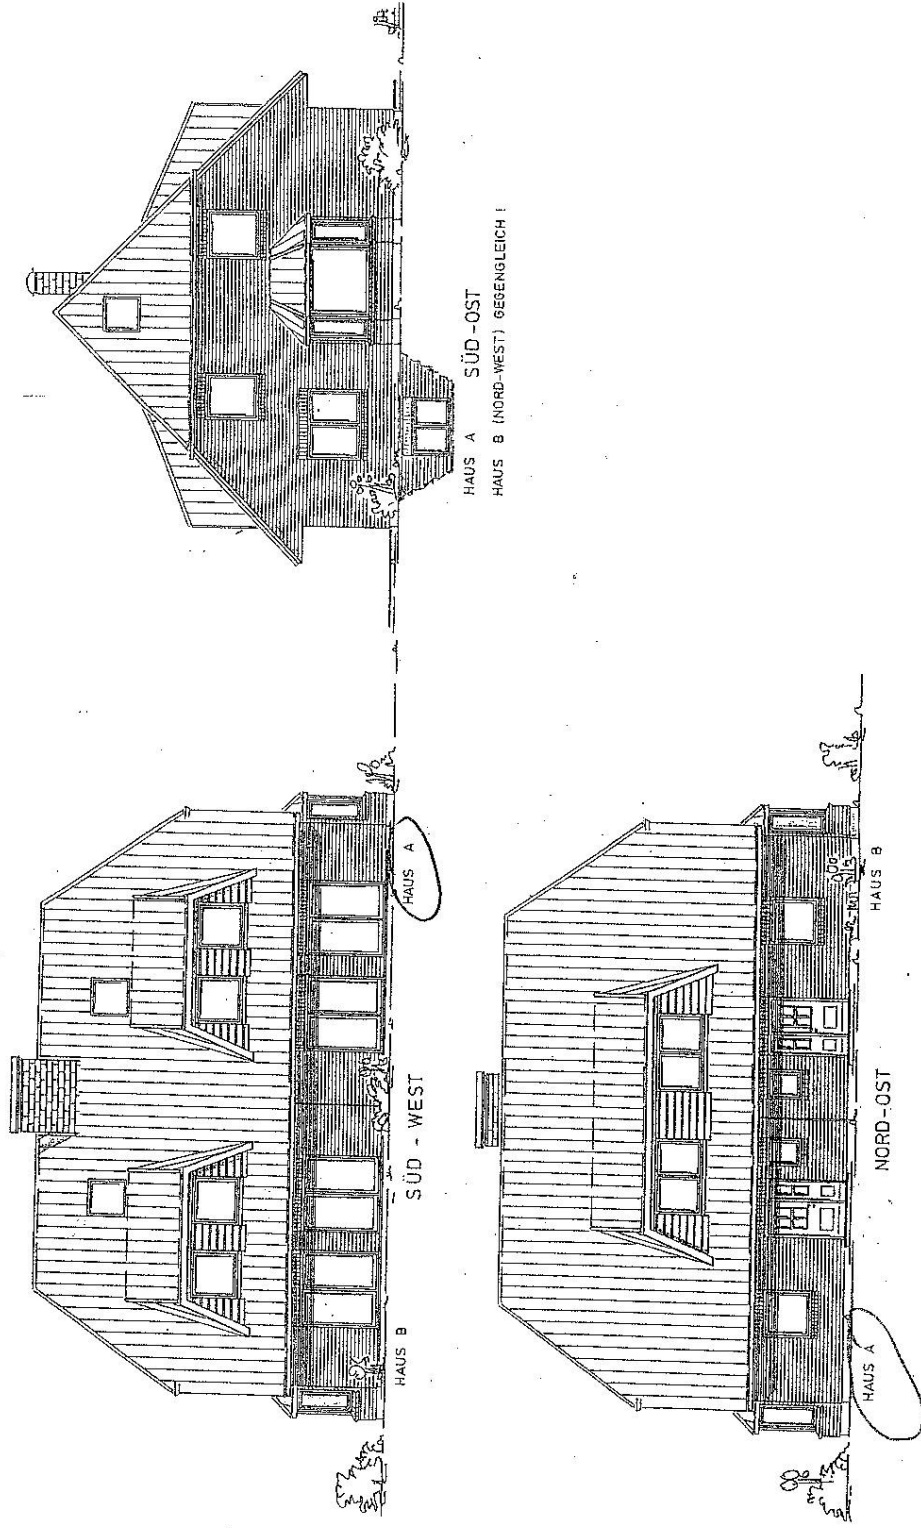 SÜD - WEST
HAUS B
HAUS A
HAUS A SÜD-OST
HAUS B (NORD-WEST) GEGENGLEICH !
NORD-OST
HAUS A
HAUS B